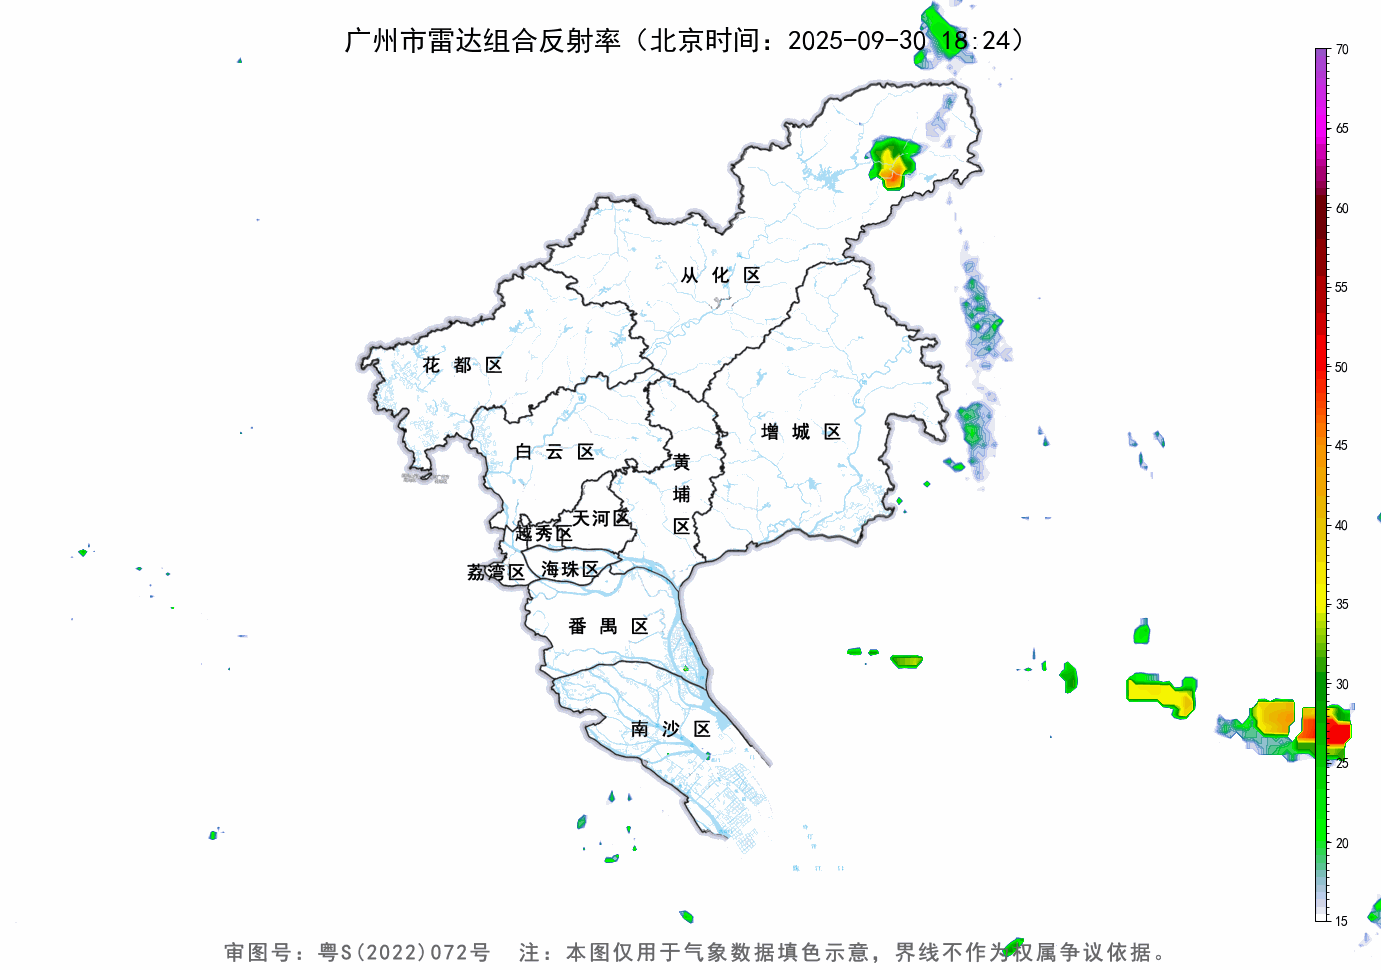 广州市雷达组合反射率（北京时间：2025-09-30 18:24）
70
65
60
55
50
45
40
35
30
25
20
15
从化区
花都区
增城区
白云区
黄埔区
天河区
越秀区
荔湾区
海珠区
番禺区
南沙区
审图号：粤S(2022)072号 注：本图仅用于气象数据填色示意，界线不作为权属争议依据。